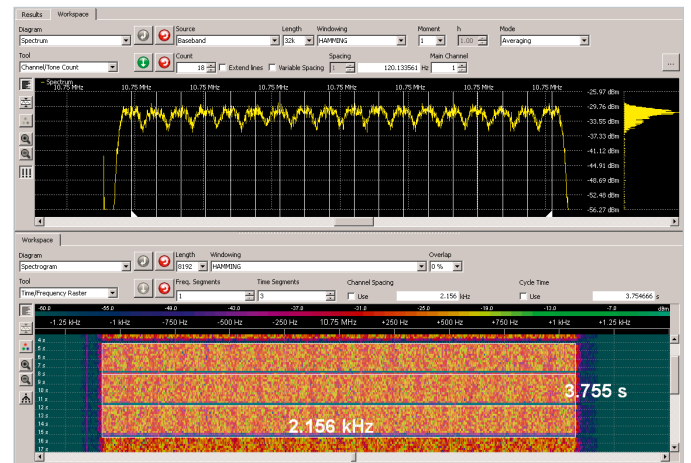 Results Workspace
Diagram Source Length Windowing Moment h Mode
Spectrum Baseband 32k HAMMING 1 1.00 Averaging
Tool Count Spacing Main Channel
Channel/Tone Count 18 Extend lines Variable Spacing 1 120.133561 Hz 1 ...
Spectrum
10.75 MHz 10.75 MHz 10.75 MHz 10.75 MHz 10.75 MHz 10.75 MHz 10.75 MHz
-25.97 dBm
-29.76 dBm
-33.55 dBm
-37.33 dBm
-41.12 dBm
-44.91 dBm
-48.69 dBm
-52.48 dBm
-56.27 dBm
Workspace
Diagram Length Windowing Overlap
Spectrogram 8192 HAMMING 0 %
Tool Freq. Segments Time Segments Channel Spacing Cycle Time
Time/Frequency Raster 1 3 Use 2.156 kHz Use 3.754666 s
-60.0 -55.0 -49.0 -43.0 -37.0 -31.0 -25.0 -19.0 -13.0 -7.0 dBm
-1.25 kHz -1 kHz -750 Hz -500 Hz -250 Hz 10.75 MHz +250 Hz +500 Hz +750 Hz +1 kHz +1.25 kHz
4 s
5 s
6 s
7 s
8 s
9 s
10 s
11 s
12 s
13 s
14 s
15 s
16 s
17 s
3.755 s
2.156 kHz